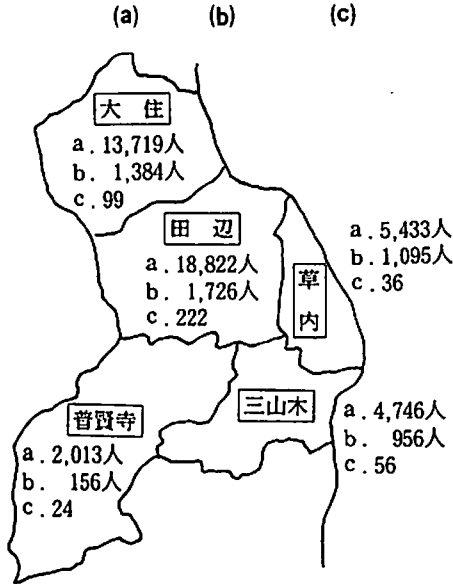 (a) (b) (c)
大住
a. 13,719人
b. 1,384人
c. 99
田辺
a. 18,822人
b. 1,726人
c. 222
草内
a. 5,433人
b. 1,095人
c. 36
三山木
a. 4,746人
b. 956人
c. 56
普賢寺
a. 2,013人
b. 156人
c. 24